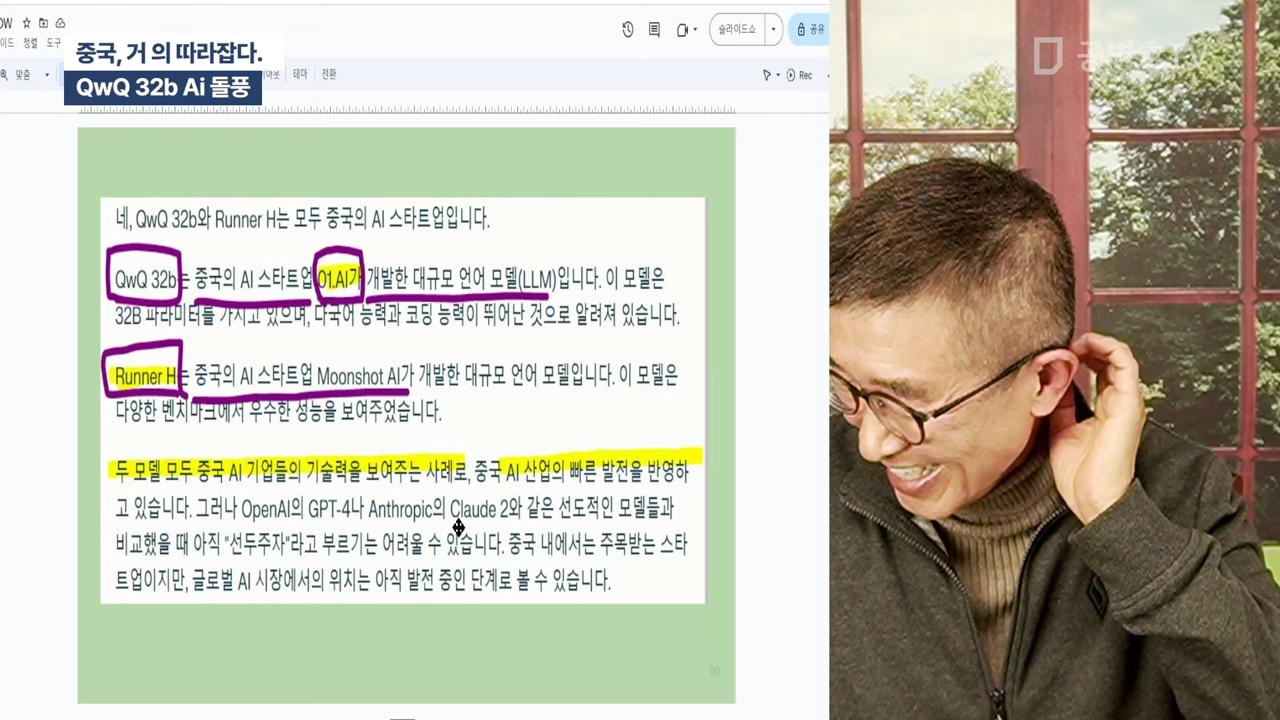 OW
이드 정렬 도구
중국, 거 의 따라잡다.
QwQ 32b Ai 돌풍
맞춤
테마
전환
슬라이드쇼
공유
Rec
네, QwQ 32b와 Runner H는 모두 중국의 AI 스타트업입니다.
QwQ 32b는 중국의 AI 스타트업 01.AI가 개발한 대규모 언어 모델(LLM)입니다. 이 모델은
32B 파라미터를 가지고 있으며, 다국어 능력과 코딩 능력이 뛰어난 것으로 알려져 있습니다.
Runner H는 중국의 AI 스타트업 Moonshot AI가 개발한 대규모 언어 모델입니다. 이 모델은
다양한 벤치마크에서 우수한 성능을 보여주었습니다.
두 모델 모두 중국 AI 기업들의 기술력을 보여주는 사례로, 중국 AI 산업의 빠른 발전을 반영하
고 있습니다. 그러나 OpenAI의 GPT-4나 Anthropic의 Claude 2와 같은 선도적인 모델들과
비교했을 때 아직 "선두주자"라고 부르기는 어려울 수 있습니다. 중국 내에서는 주목받는 스타
트업이지만, 글로벌 AI 시장에서의 위치는 아직 발전 중인 단계로 볼 수 있습니다.
90